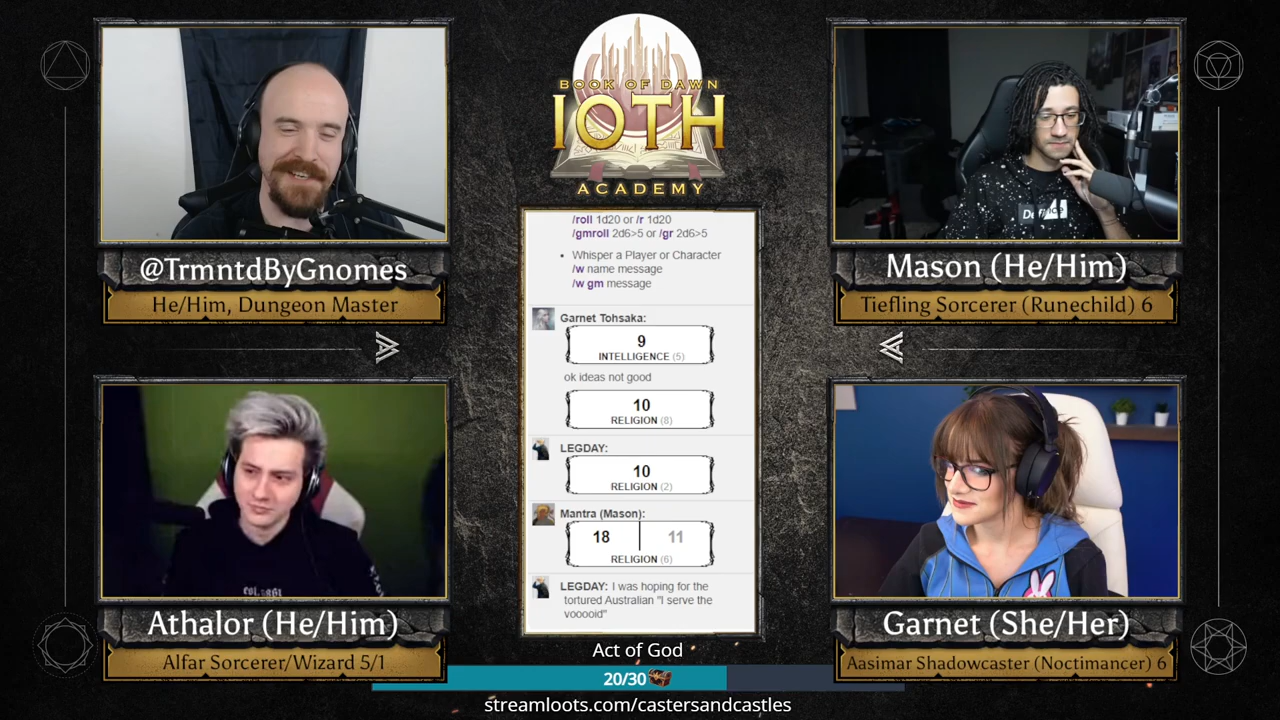 BOOK OF DAWN
IOTH
ACADEMY
@TrmntdByGnomes
He/Him, Dungeon Master
Mason (He/Him)
Tiefling Sorcerer (Runechild) 6
/roll 1d20 or /r 1d20
/gmroll 2d6>5 or /gr 2d6>5
• Whisper a Player or Character
/w name message
/w gm message
Garnet Tohsaka:
9
INTELLIGENCE (5)
ok ideas not good
10
RELIGION (8)
LEGDAY:
10
RELIGION (2)
Mantra (Mason):
18 11
RELIGION (6)
LEGDAY: I was hoping for the
tortured Australian "I serve the
vooooid"
Athalor (He/Him)
Alfar Sorcerer/Wizard 5/1
Garnet (She/Her)
Aasimar Shadowcaster (Noctimancer) 6
Act of God
20/30
streamloots.com/castersandcastles